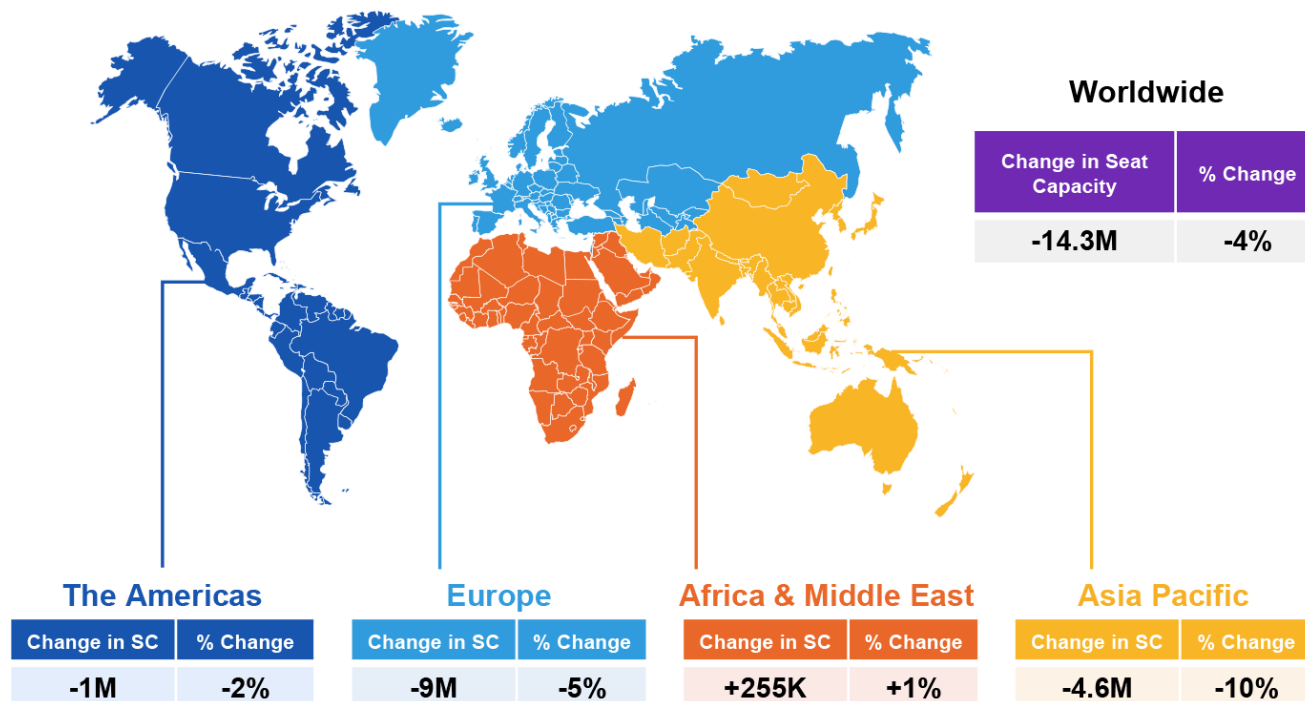 Worldwide
Change in Seat
Capacity
% Change
-14.3M
-4%
The Americas
Change in SC
% Change
-1M
-2%
Europe
Change in SC
% Change
-9M
-5%
Africa & Middle East
Change in SC
% Change
+255K
+1%
Asia Pacific
Change in SC
% Change
-4.6M
-10%